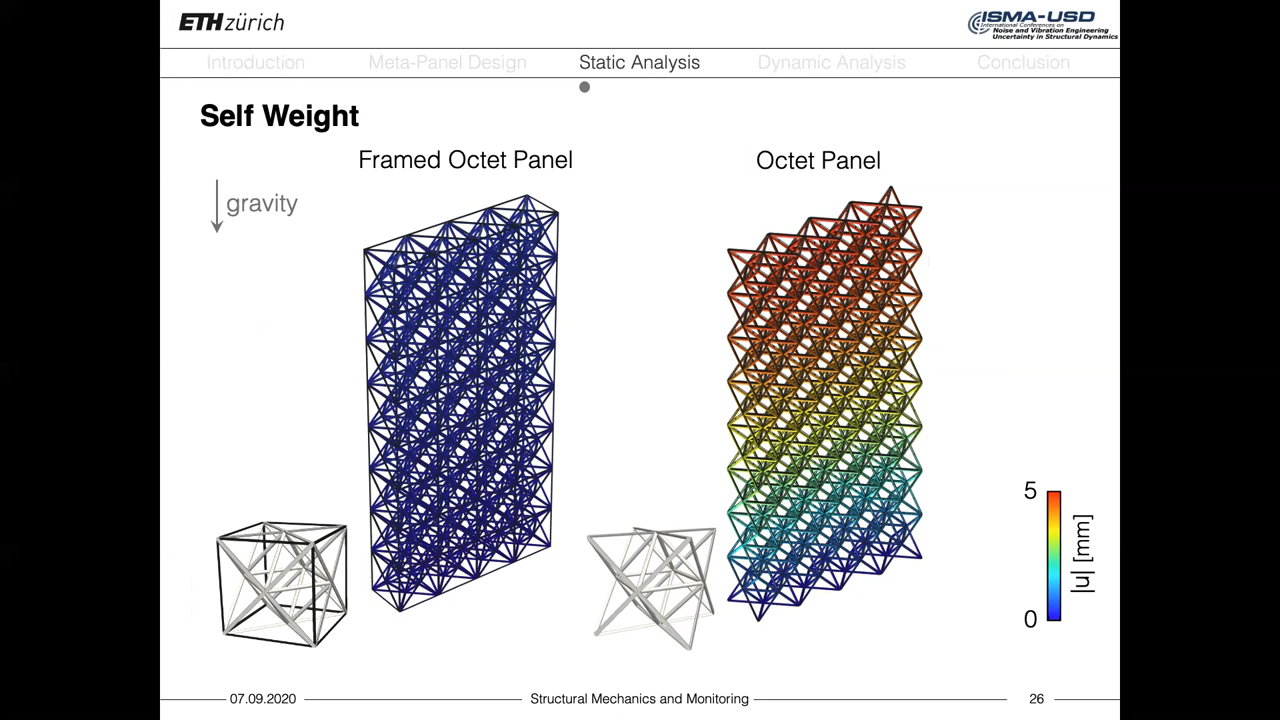 ETH zürich
ISMA-USD
International Conferences on
Noise and Vibration Engineering
Uncertainty in Structural Dynamics
Introduction
Meta-Panel Design
Static Analysis
Dynamic Analysis
Conclusion
Self Weight
Framed Octet Panel
Octet Panel
gravity
5
|u| [mm]
0
07.09.2020
Structural Mechanics and Monitoring
26